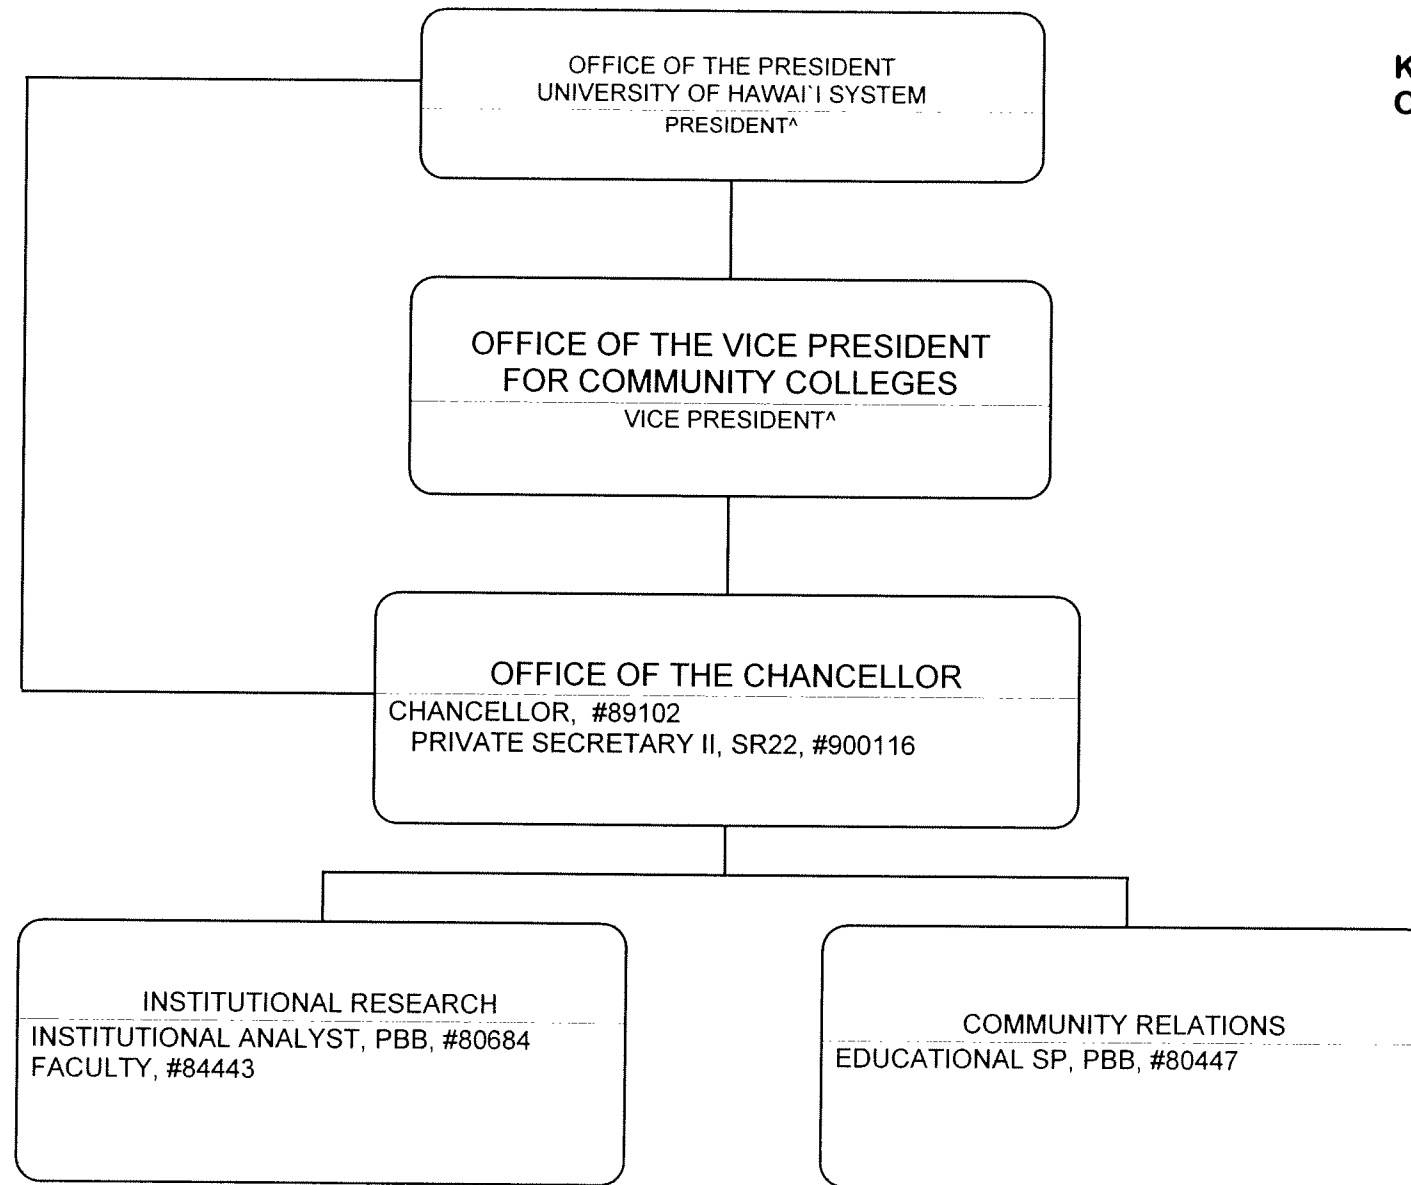 OFFICE OF THE PRESIDENT
UNIVERSITY OF HAWAI`I SYSTEM
PRESIDENT^
K
OFFICE OF THE VICE PRESIDENT
FOR COMMUNITY COLLEGES
VICE PRESIDENT^
OFFICE OF THE CHANCELLOR
CHANCELLOR, #89102
PRIVATE SECRETARY II, SR22, #900116
INSTITUTIONAL RESEARCH
INSTITUTIONAL ANALYST, PBB, #80684
FACULTY, #84443
COMMUNITY RELATIONS
EDUCATIONAL SP, PBB, #80447